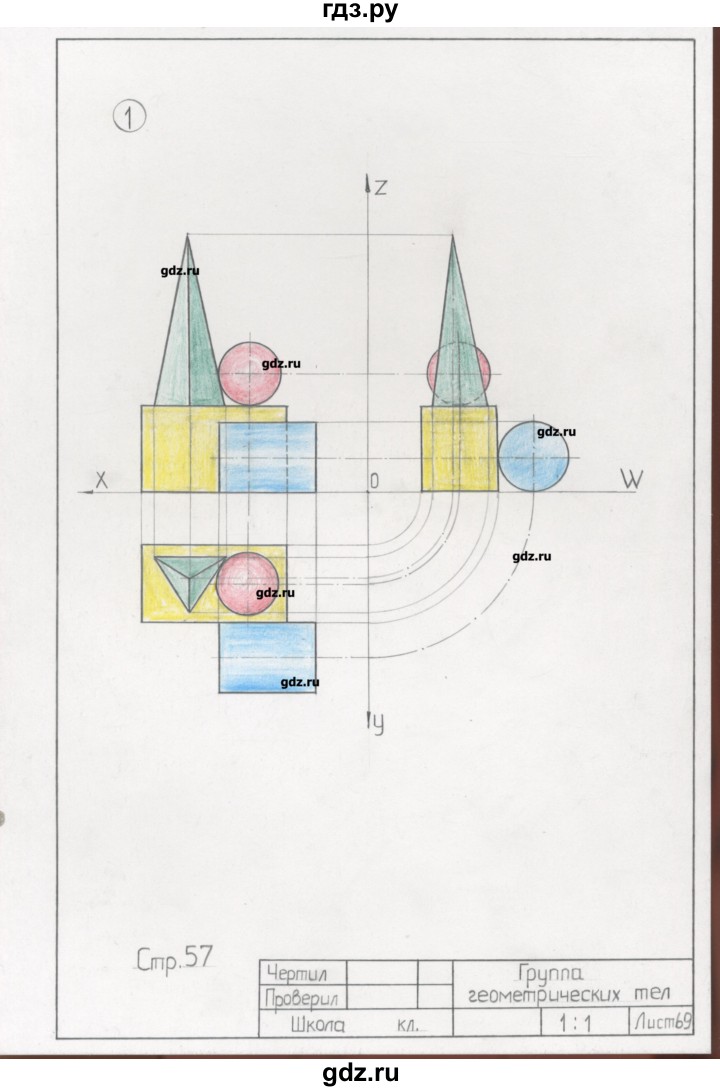 гдз.ру
1
Z
gdz.ru
gdz.ru
gdz.ru
X
O
W
gdz.ru
gdz.ru
gdz.ru
y
Стр.57
Чертил
Группа
Проверил
геометрических тел
Школа кл.
1:1
Лист69
gdz.ru